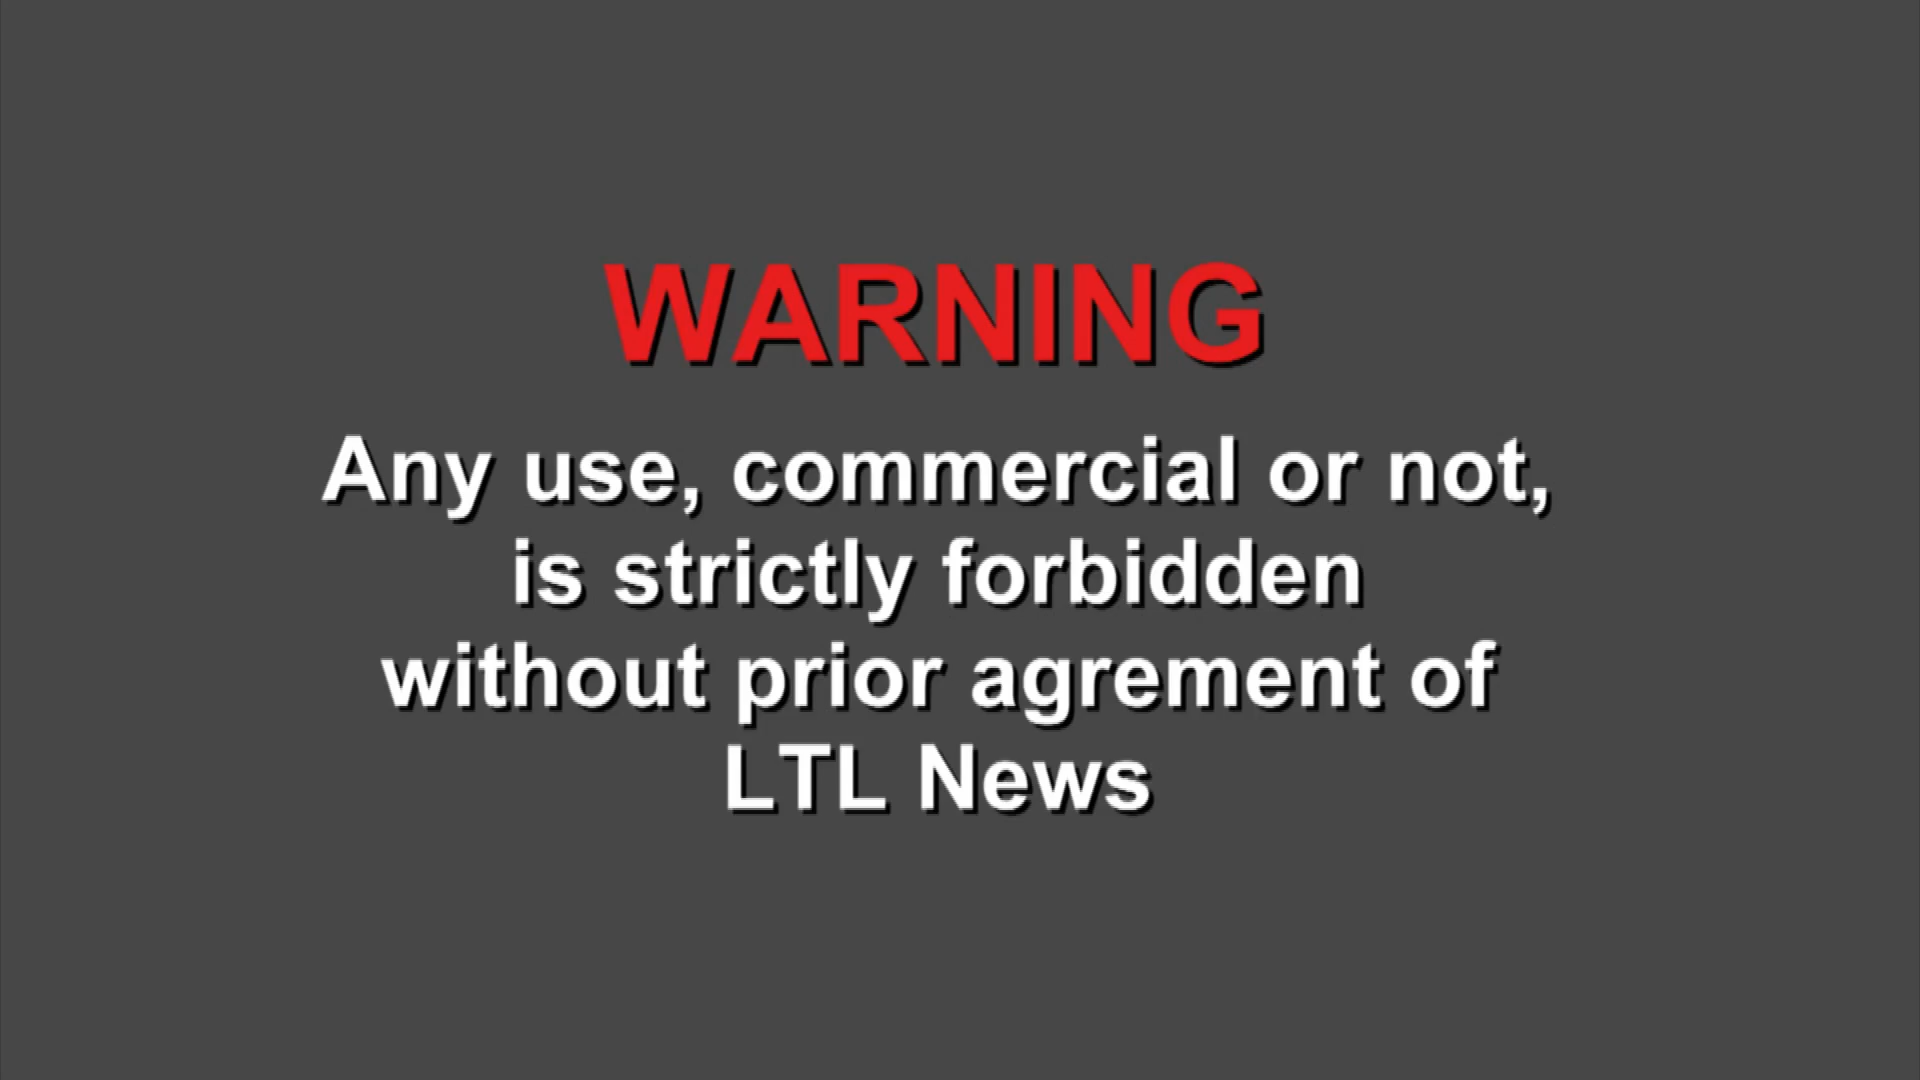 WARNING
Any use, commercial or not,
is strictly forbidden
without prior agrement of
LTL News